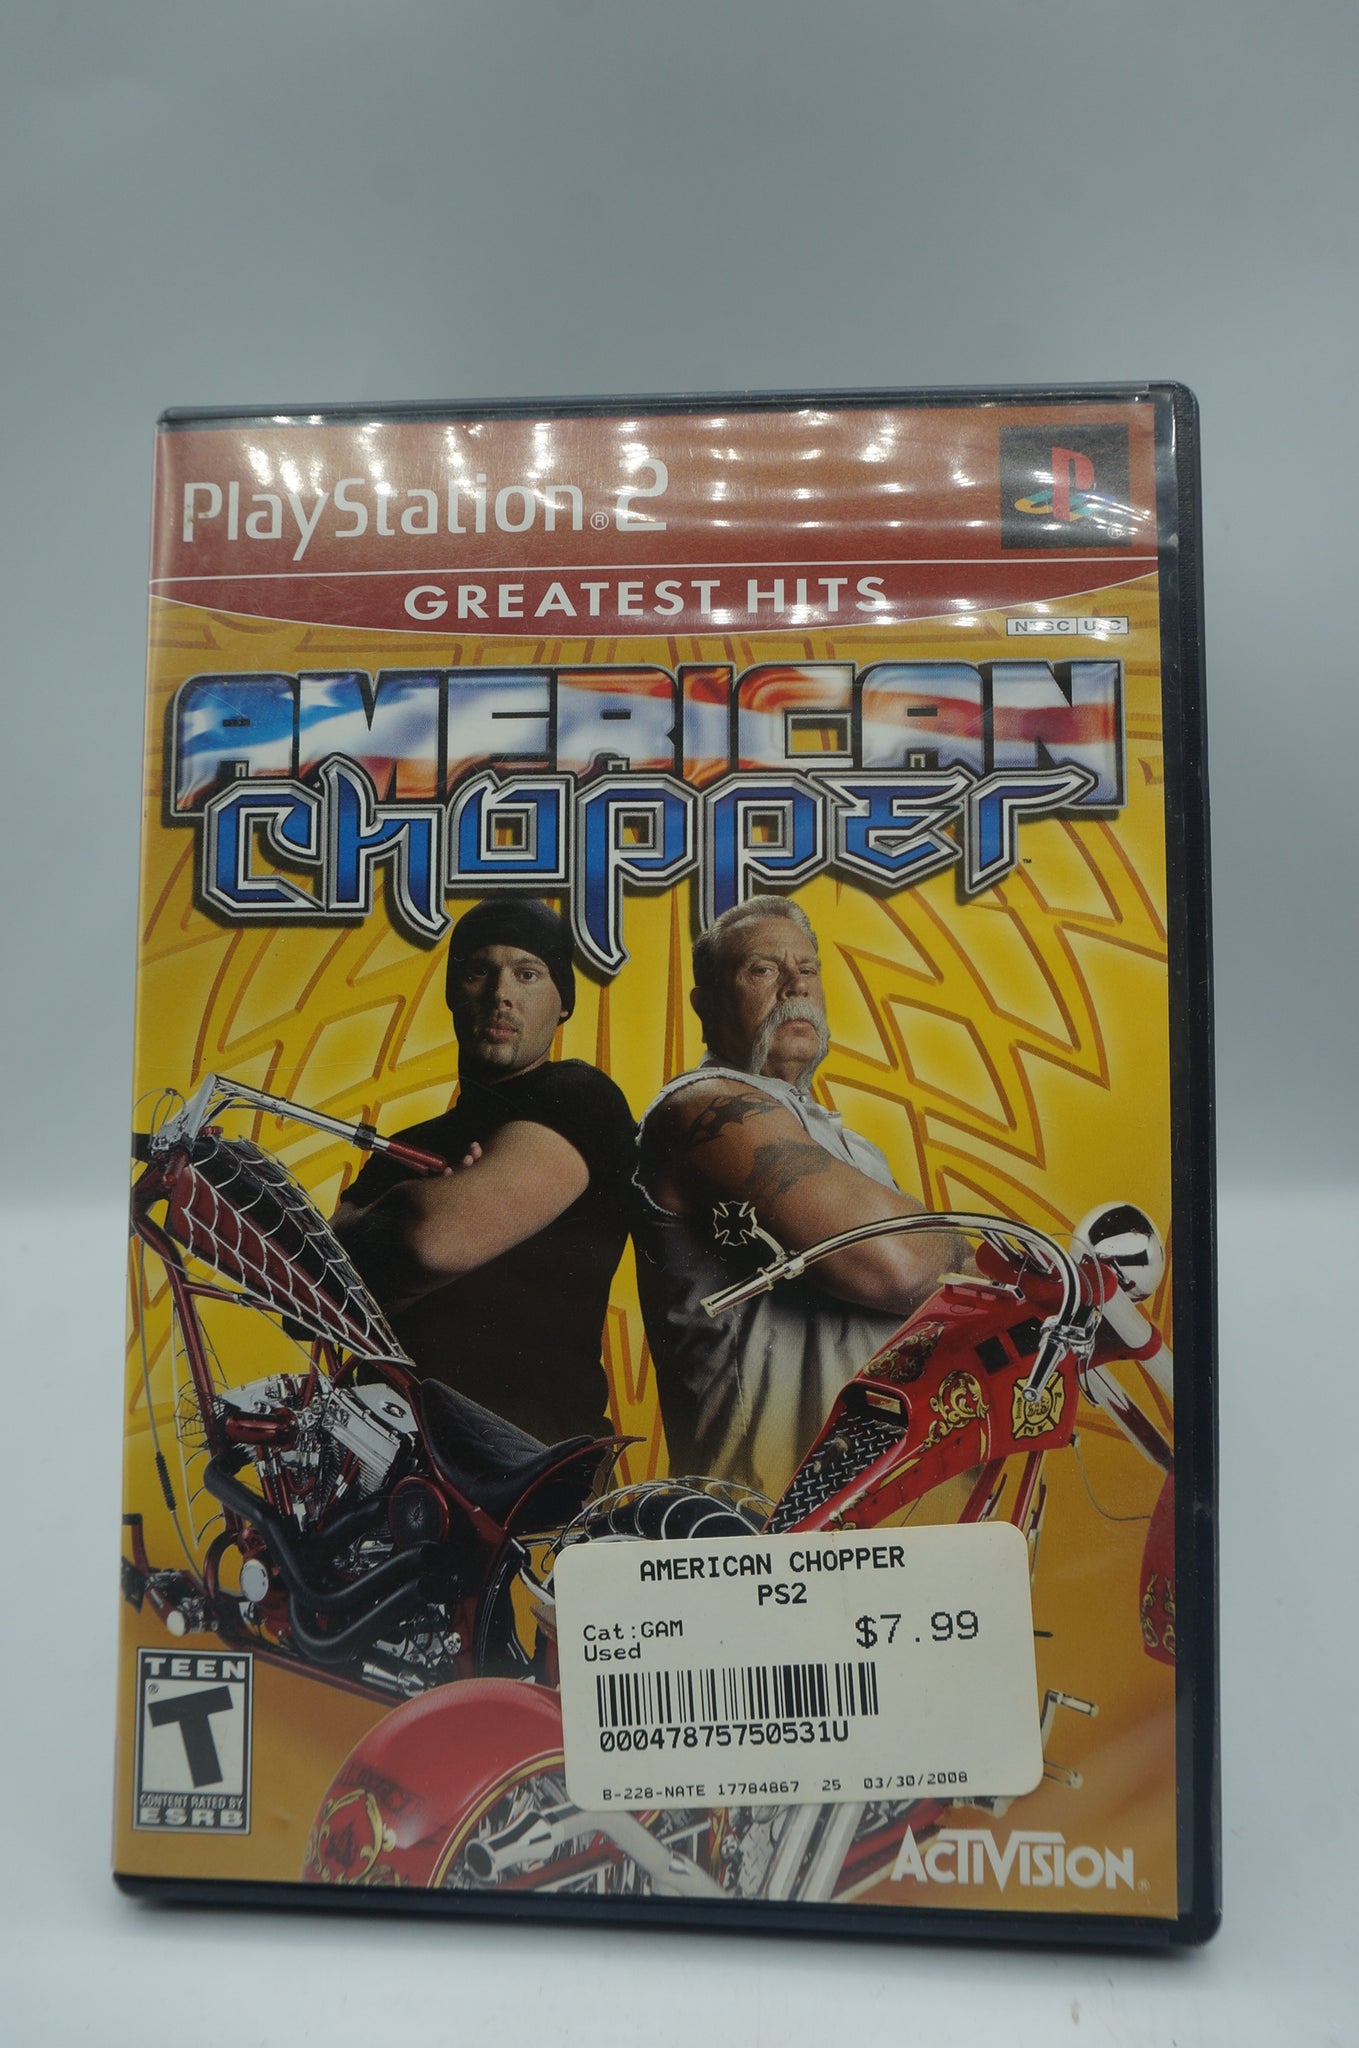 PlayStation®2
GREATEST HITS
NTSC U/C
AMERICAN
chopper™
AMERICAN CHOPPER
PS2
Cat:GAM
$7.99
Used
00047875750531U
B-228-NATE 17784867 25 03/30/2008
TEEN
T
CONTENT RATED BY
ESRB
ACTIVISION®